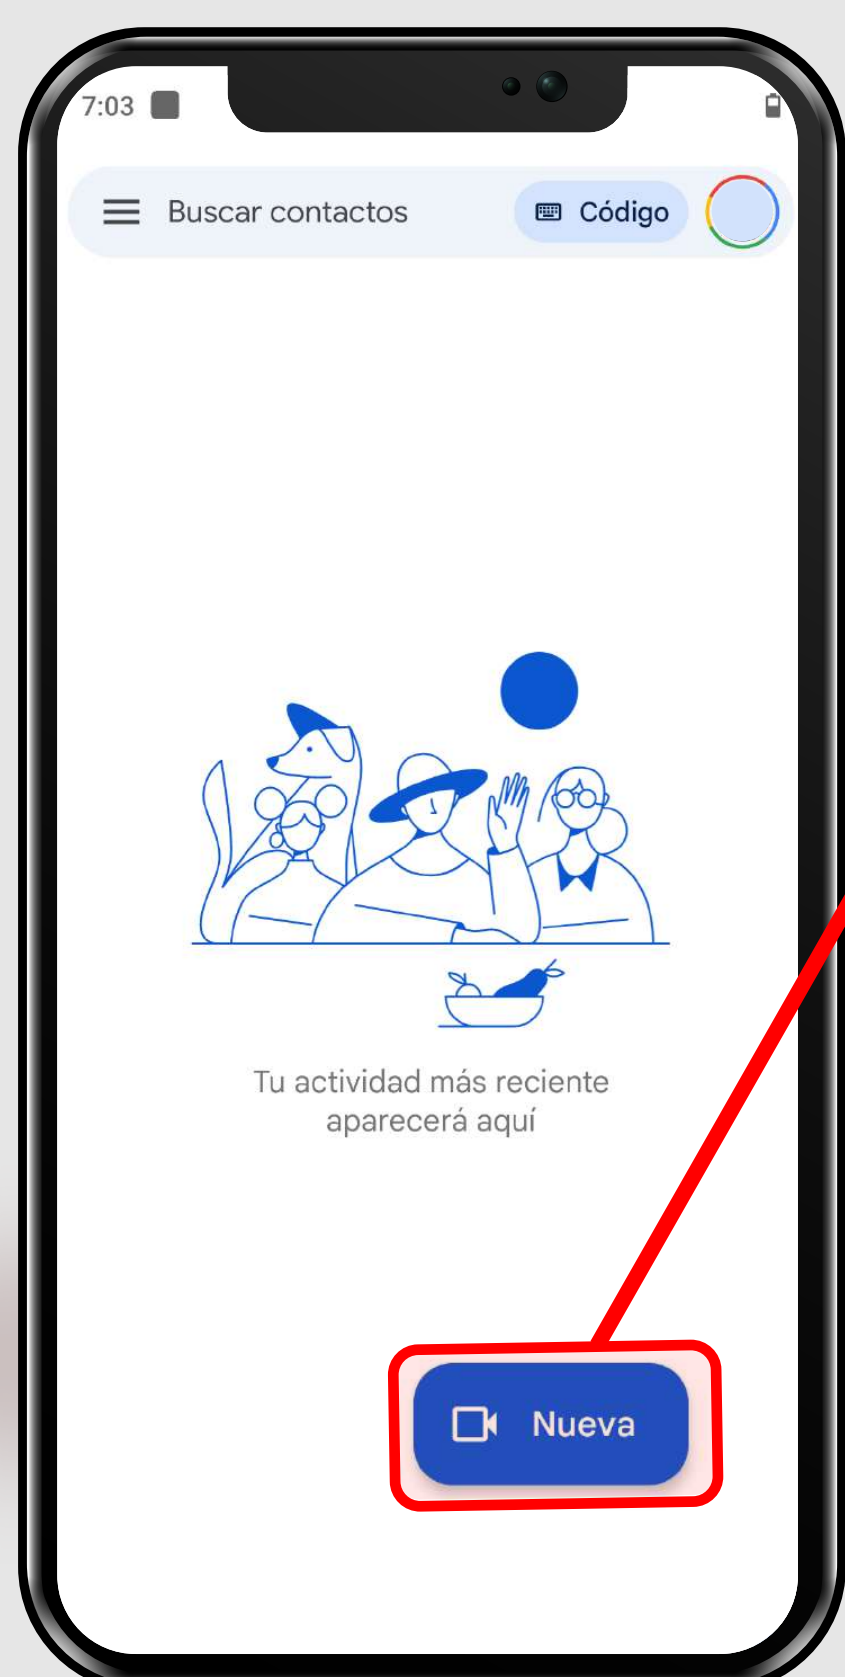 7:03
Buscar contactos
Código
Tu actividad más reciente
aparecerá aquí
Nueva